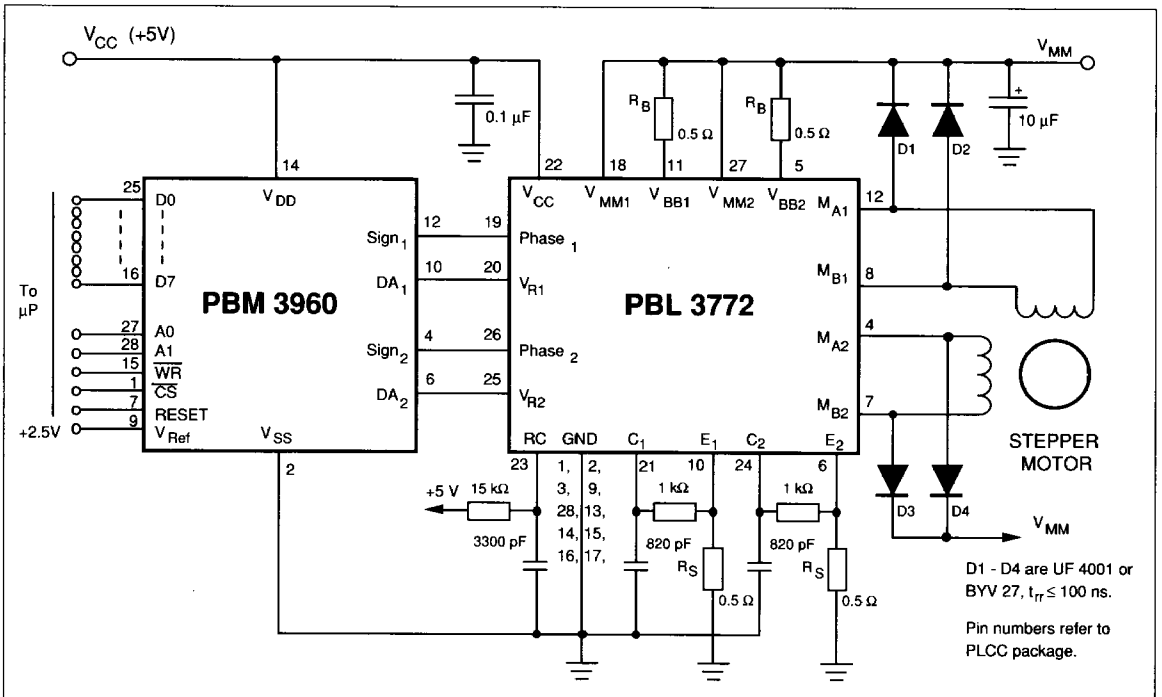 V_CC (+5V)
V_MM
0.1 µF
R_B
0.5 Ω
R_B
0.5 Ω
D1
D2
+
10 µF
14
22
18
11
27
5
25
D0
V_DD
V_CC
V_MM1
V_BB1
V_MM2
V_BB2
M_A1
12
Sign_1
12
19
Phase_1
16
D7
DA_1
10
20
V_R1
M_B1
8
To
µP
PBM 3960
PBL 3772
27
A0
Sign_2
4
26
Phase_2
M_A2
4
28
A1
15
WR
1
CS
DA_2
6
25
V_R2
M_B2
7
7
RESET
+2.5V
9
V_Ref
V_SS
RC
GND
C_1
E_1
C_2
E_2
STEPPER
MOTOR
2
23
1, 2,
3, 9,
28, 13,
14, 15,
16, 17,
21
10
24
6
+5 V
15 kΩ
1 kΩ
1 kΩ
D3
D4
3300 pF
820 pF
820 pF
R_S
0.5 Ω
R_S
0.5 Ω
V_MM
D1 - D4 are UF 4001 or
BYV 27, t_rr ≤ 100 ns.
Pin numbers refer to
PLCC package.